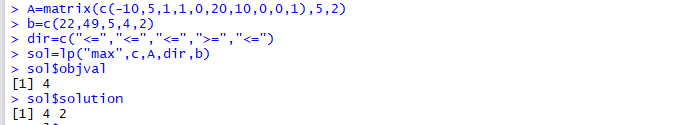 > A=matrix(c(-10,5,1,1,0,20,10,0,0,1),5,2)
> b=c(22,49,5,4,2)
> dir=c("<=","<=","<=",">=","<=")
> sol=lp("max",c,A,dir,b)
> sol$objval
[1] 4
> sol$solution
[1] 4 2